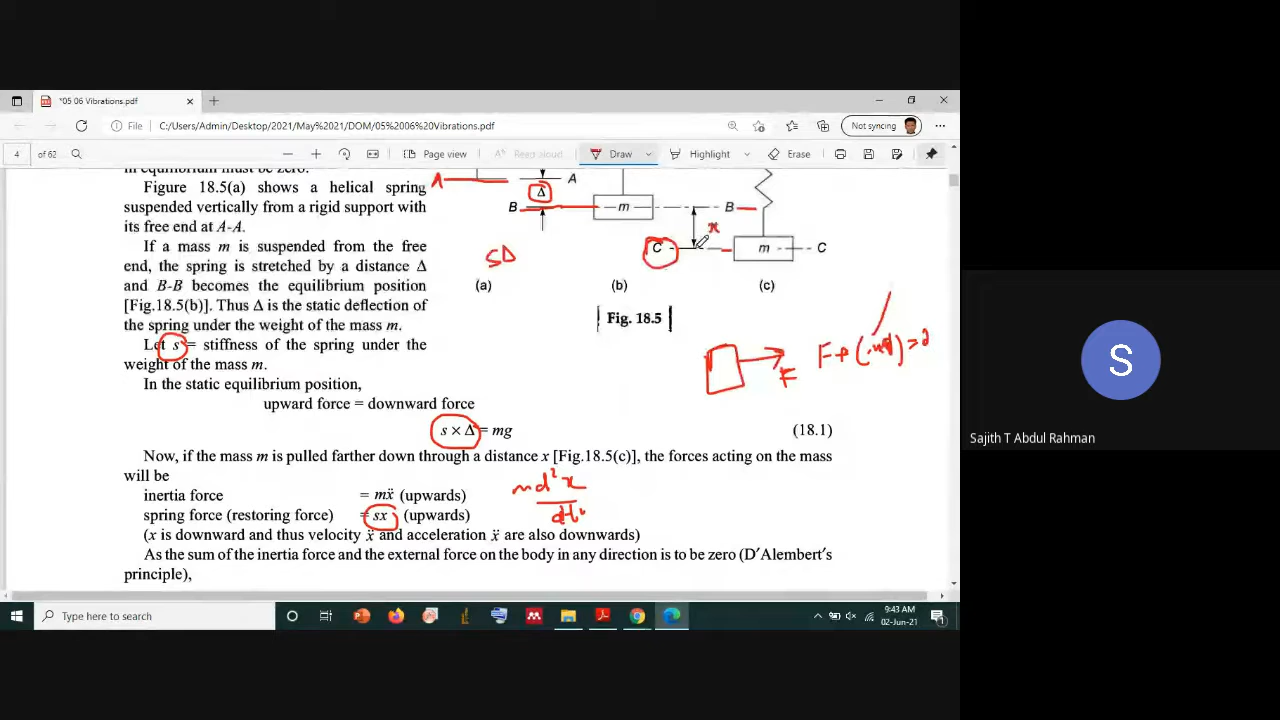 *05 06 Vibrations.pdf
File C:/Users/Admin/Desktop/2021/May%2021/DOM/05%2006%20Vibrations.pdf
Not syncing
4 of 62
Page view
Read aloud
Draw
Highlight
Erase
in equilibrium must be zero.
Figure 18.5(a) shows a helical spring
suspended vertically from a rigid support with
its free end at A-A.
If a mass m is suspended from the free
end, the spring is stretched by a distance Δ
and B-B becomes the equilibrium position
[Fig.18.5(b)]. Thus Δ is the static deflection of
the spring under the weight of the mass m.
Let s = stiffness of the spring under the
weight of the mass m.
A
A
Δ
B
m
B
x
C
m
C
SΔ
(a)
(b)
(c)
Fig. 18.5
F
In the static equilibrium position,
upward force = downward force
s × Δ = mg (18.1)
Now, if the mass m is pulled farther down through a distance x [Fig.18.5(c)], the forces acting on the mass
will be
inertia force = mẍ (upwards)
spring force (restoring force) = sx (upwards)
md²x
(x is downward and thus velocity ẍ and acceleration ẍ are also downwards)
As the sum of the inertia force and the external force on the body in any direction is to be zero (D′Alembert′s
principle),
S
Sajith T Abdul Rahman
Type here to search
9:43 AM
02-Jun-21